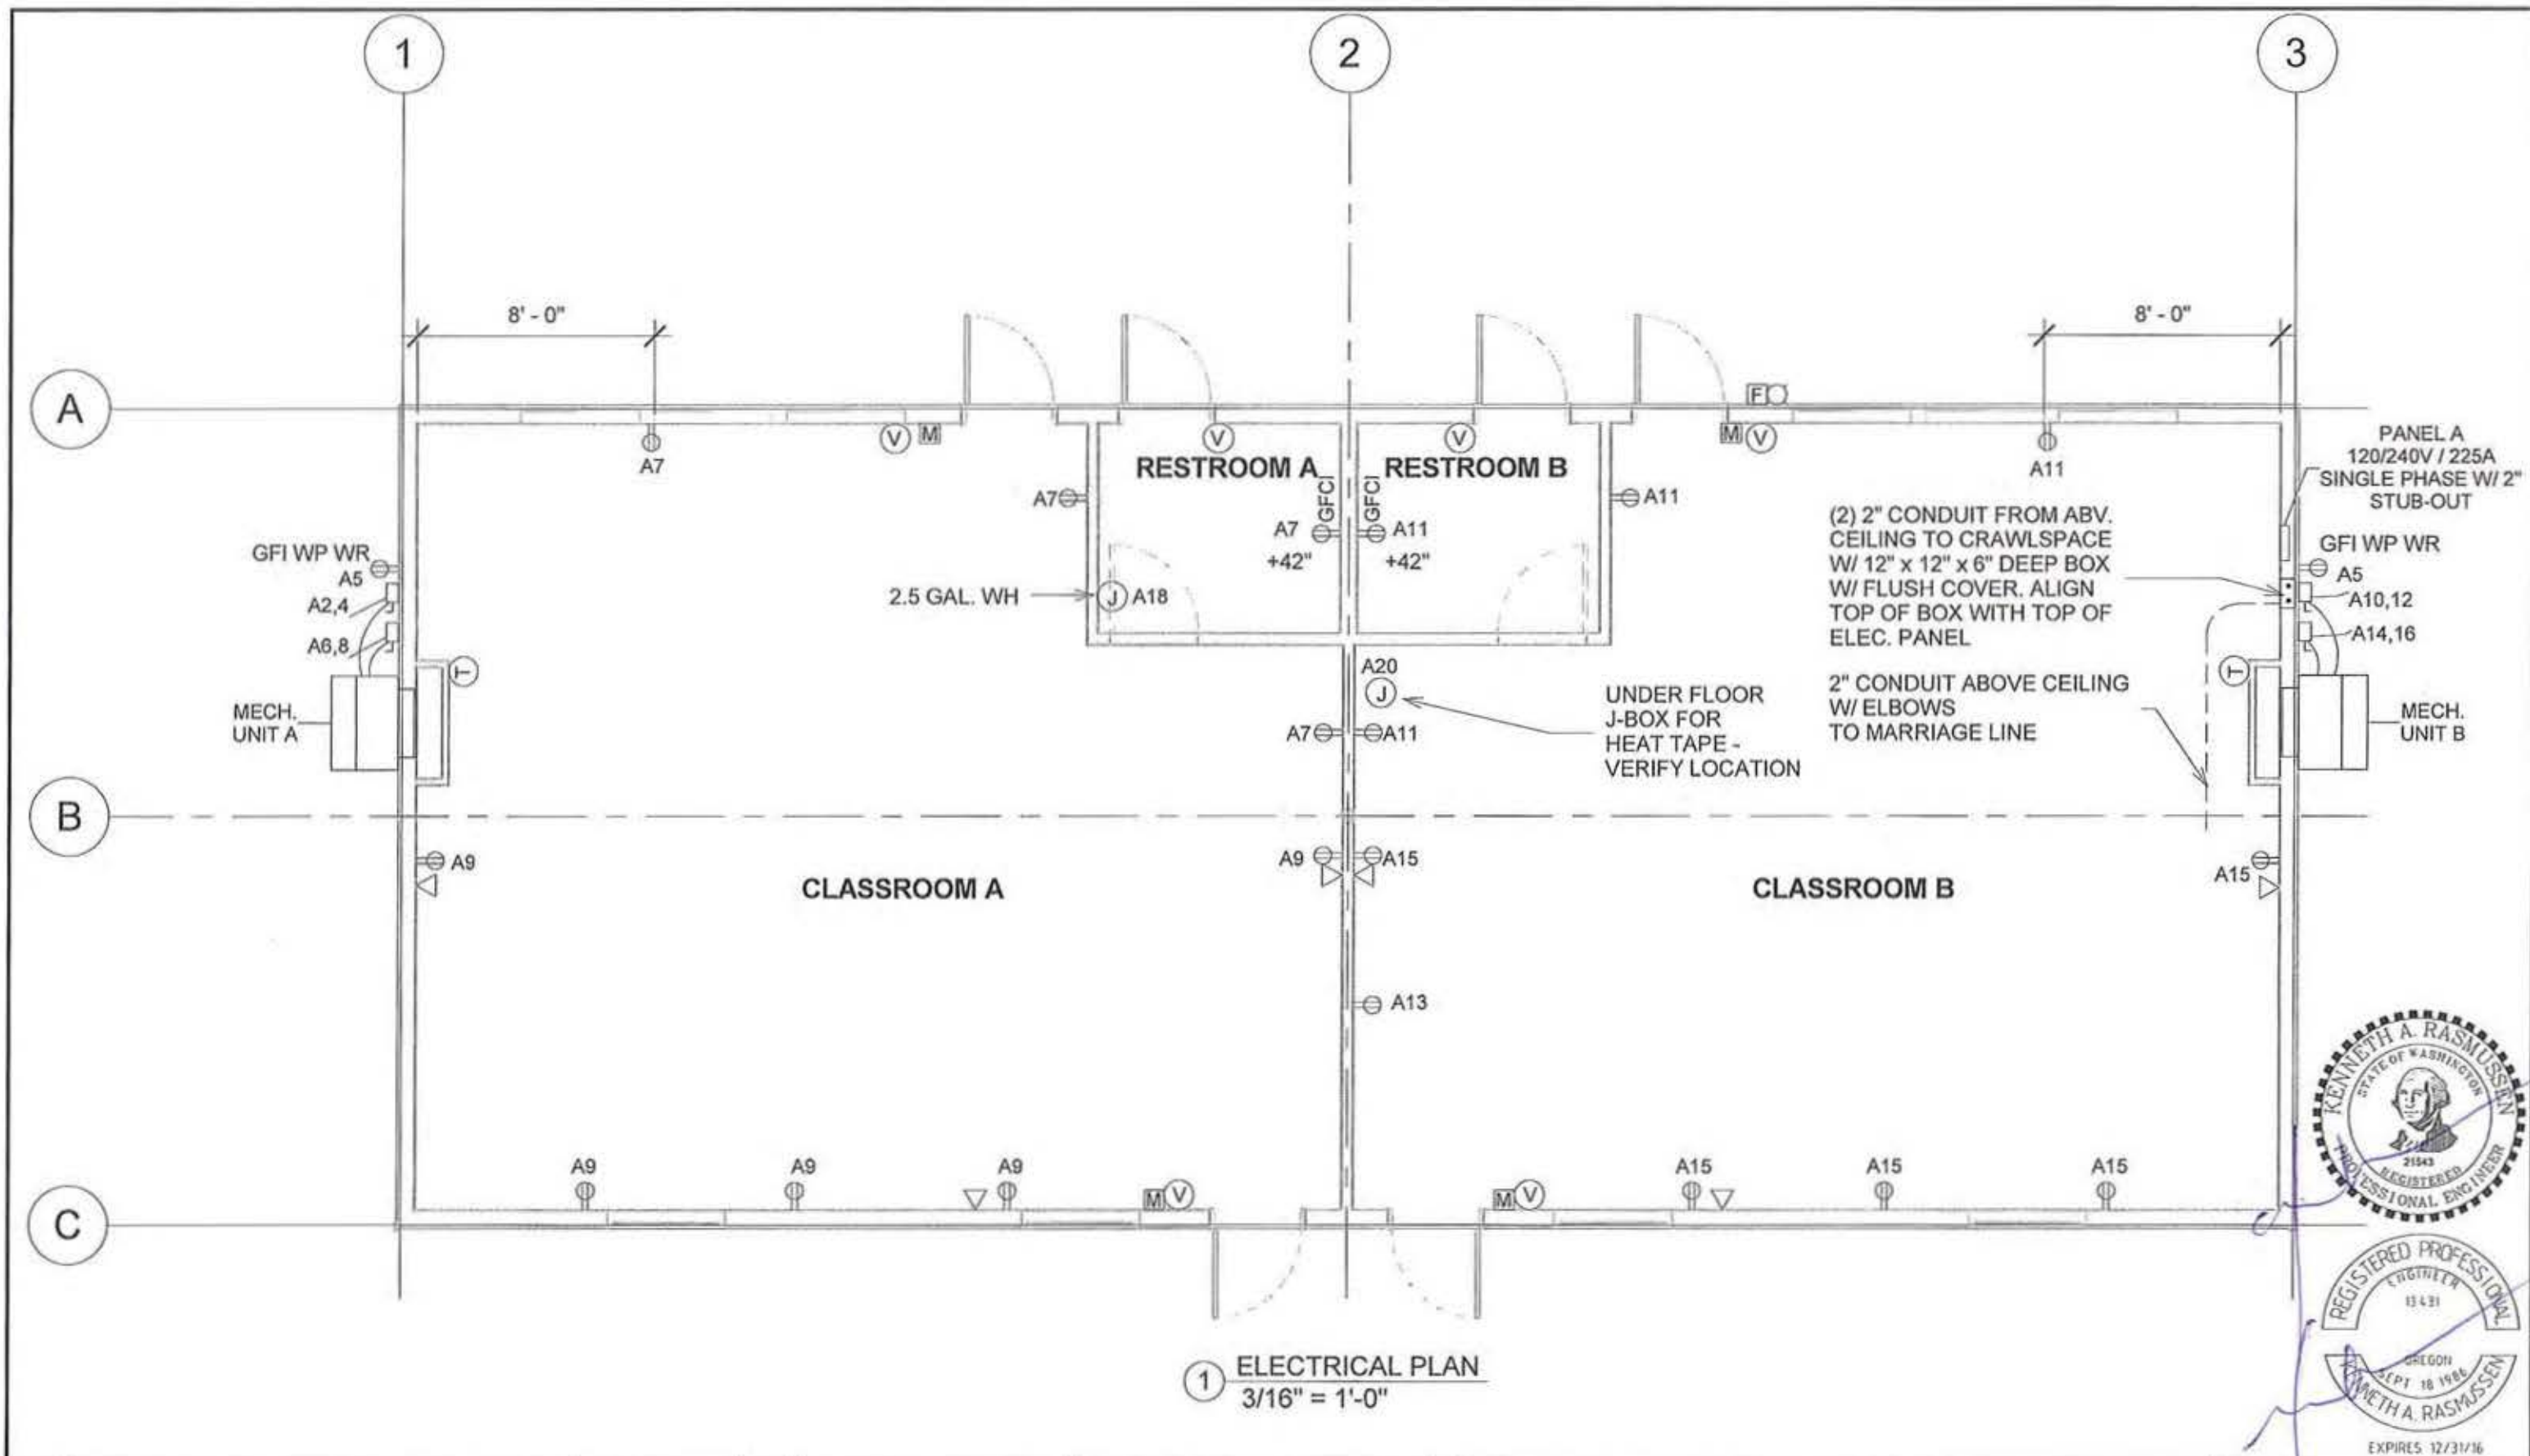 1
2
3
8' - 0"
8' - 0"
A
F
V M
V
V
M V
A7
RESTROOM A
RESTROOM B
A11
PANEL A
120/240V / 225A
SINGLE PHASE W/ 2"
STUB-OUT
A7
GFCI
GFCI
A11
A7
+42"
A11
+42"
(2) 2" CONDUIT FROM ABV.
CEILING TO CRAWLSPACE
W/ 12" x 12" x 6" DEEP BOX
W/ FLUSH COVER. ALIGN
TOP OF BOX WITH TOP OF
ELEC. PANEL
GFI WP WR
A5
A2,4
A6,8
GFI WP WR
A5
A10,12
A14,16
2.5 GAL. WH
J A18
T
T
MECH.
UNIT A
A20
J
UNDER FLOOR
J-BOX FOR
HEAT TAPE -
VERIFY LOCATION
2" CONDUIT ABOVE CEILING
W/ ELBOWS
TO MARRIAGE LINE
MECH.
UNIT B
A7
A11
B
A9
A9
A15
A15
CLASSROOM A
CLASSROOM B
A13
A9
A9
A9
M V
M V
A15
A15
A15
C
KENNETH A. RASMUSSEN
STATE OF WASHINGTON
21543
REGISTERED
PROFESSIONAL ENGINEER
1 ELECTRICAL PLAN
3/16" = 1'-0"
REGISTERED PROFESSIONAL
ENGINEER
13431
OREGON
SEPT 18 1986
KENNETH A. RASMUSSEN
EXPIRES 12/31/16